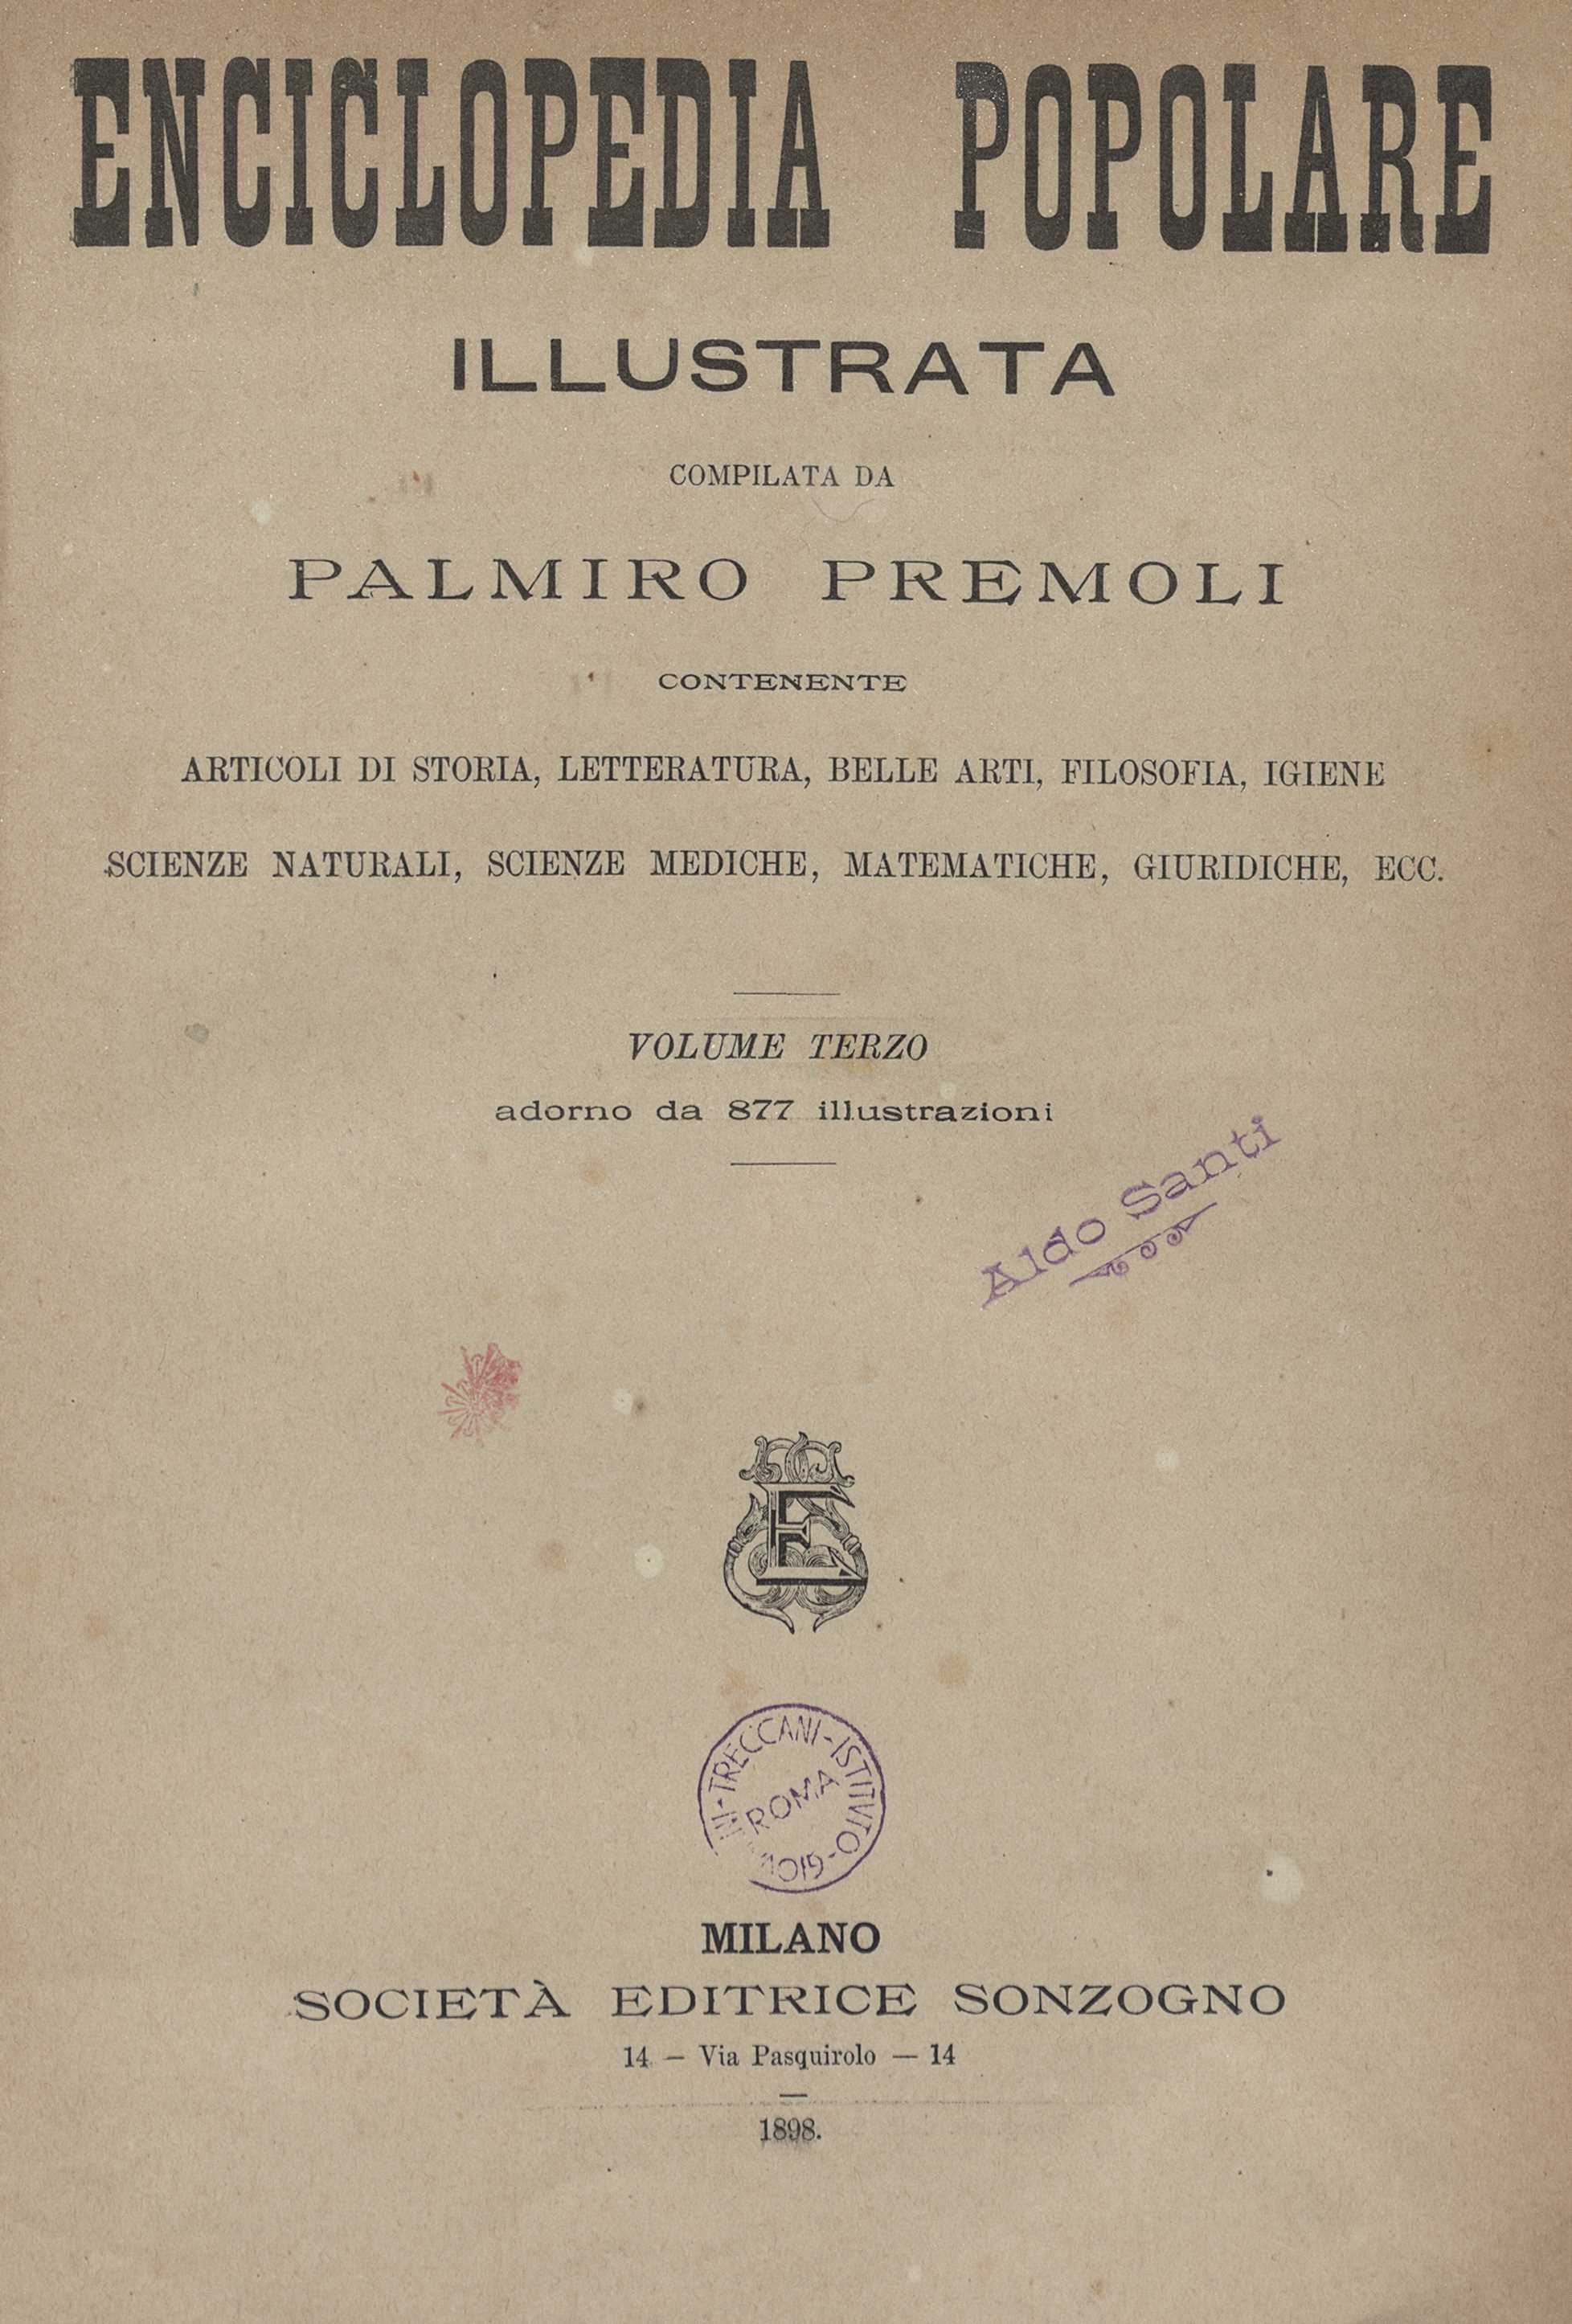 ENCICLOPEDIA POPOLARE
ILLUSTRATA
COMPILATA DA
PALMIRO PREMOLI
CONTENENTE
ARTICOLI DI STORIA, LETTERATURA, BELLE ARTI, FILOSOFIA, IGIENE
SCIENZE NATURALI, SCIENZE MEDICHE, MATEMATICHE, GIURIDICHE, ECC.
VOLUME TERZO
adorno da 877 illustrazioni
Aldo Santi
E
TRECCANI-ISTITVTO
ROMA
MILANO
SOCIETÀ EDITRICE SONZOGNO
14 — Via Pasquirolo — 14
1898.